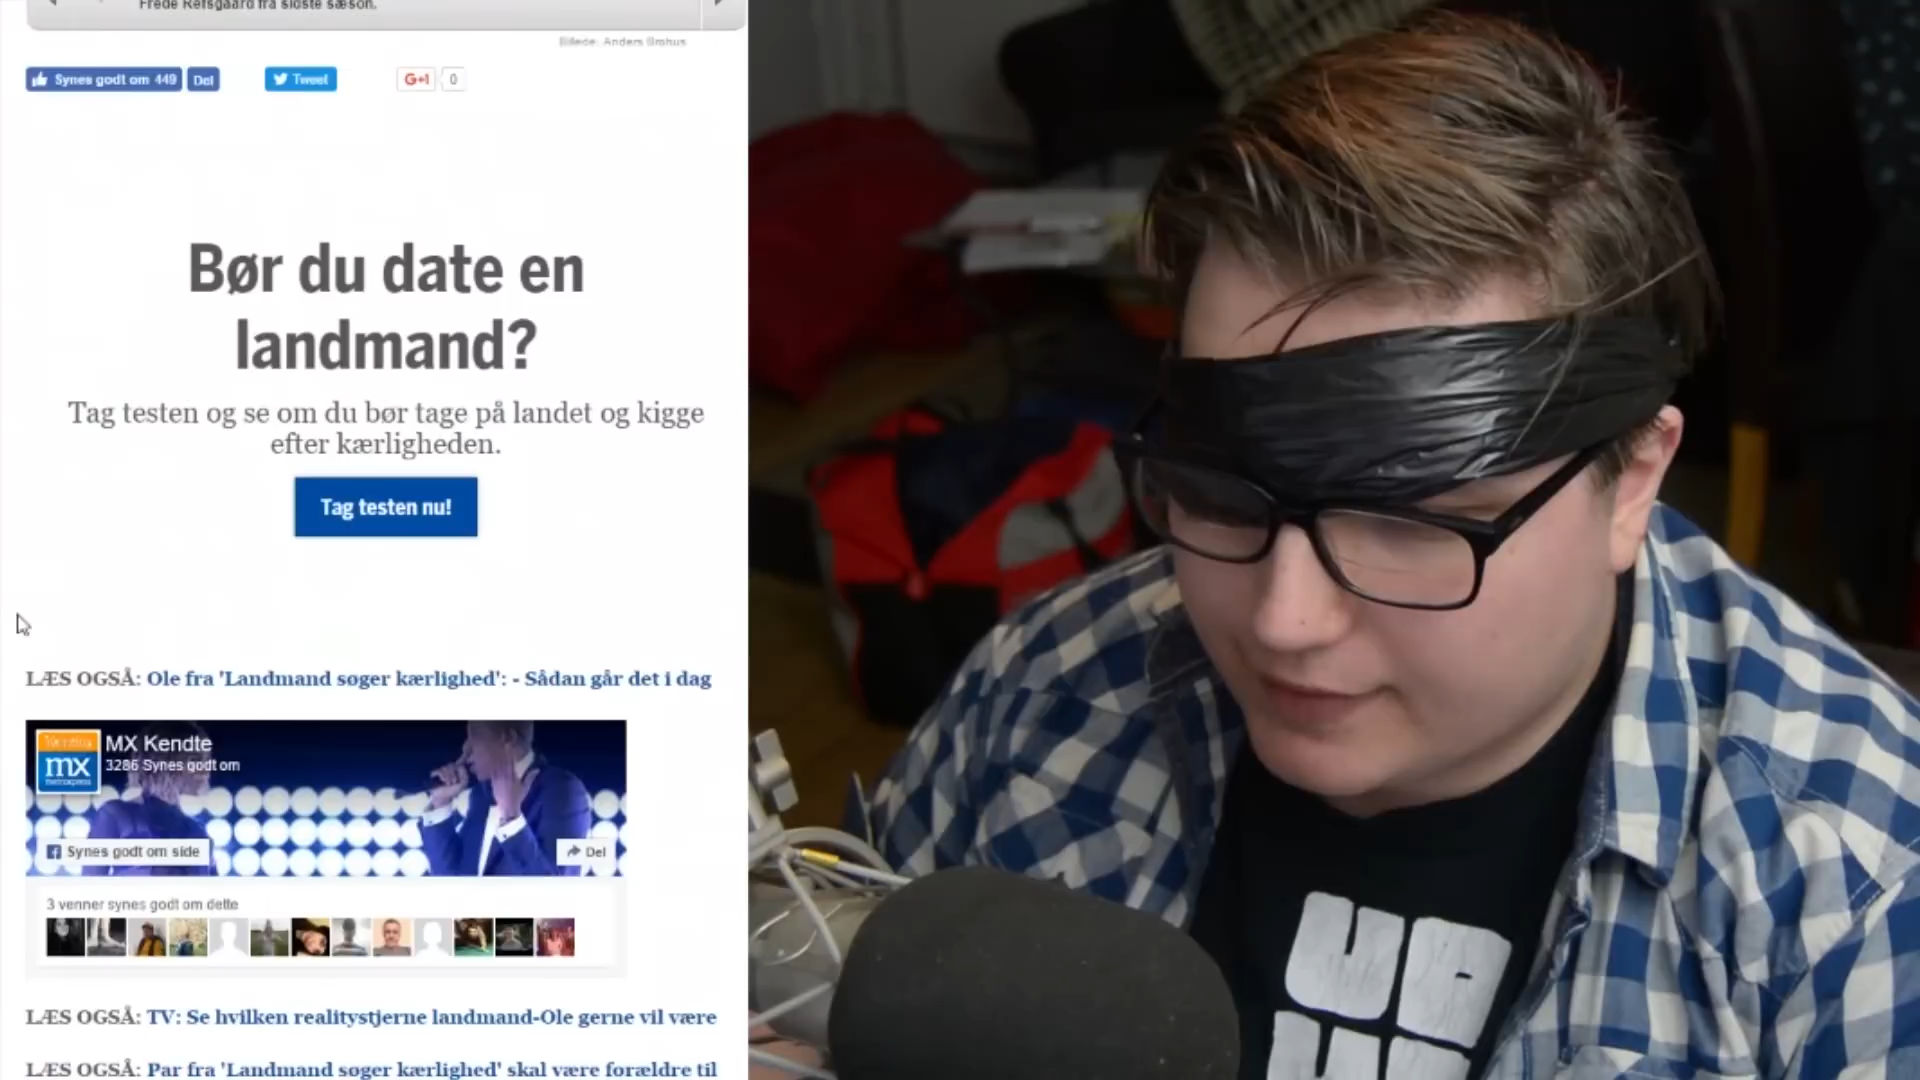 Frede Refsgaard fra sidste sæson.
Billede: Anders Brohus
Synes godt om 449 Del Tweet G+1 0
Bør du date en
landmand?
Tag testen og se om du bør tage på landet og kigge
efter kærligheden.
Tag testen nu!
LÆS OGSÅ: Ole fra 'Landmand søger kærlighed': - Sådan går det i dag
mx
MX Kendte
3286 Synes godt om
Synes godt om side
Del
3 venner synes godt om dette
LÆS OGSÅ: TV: Se hvilken realitystjerne landmand-Ole gerne vil være
LÆS OGSÅ: Par fra 'Landmand søger kærlighed' skal være forældre til